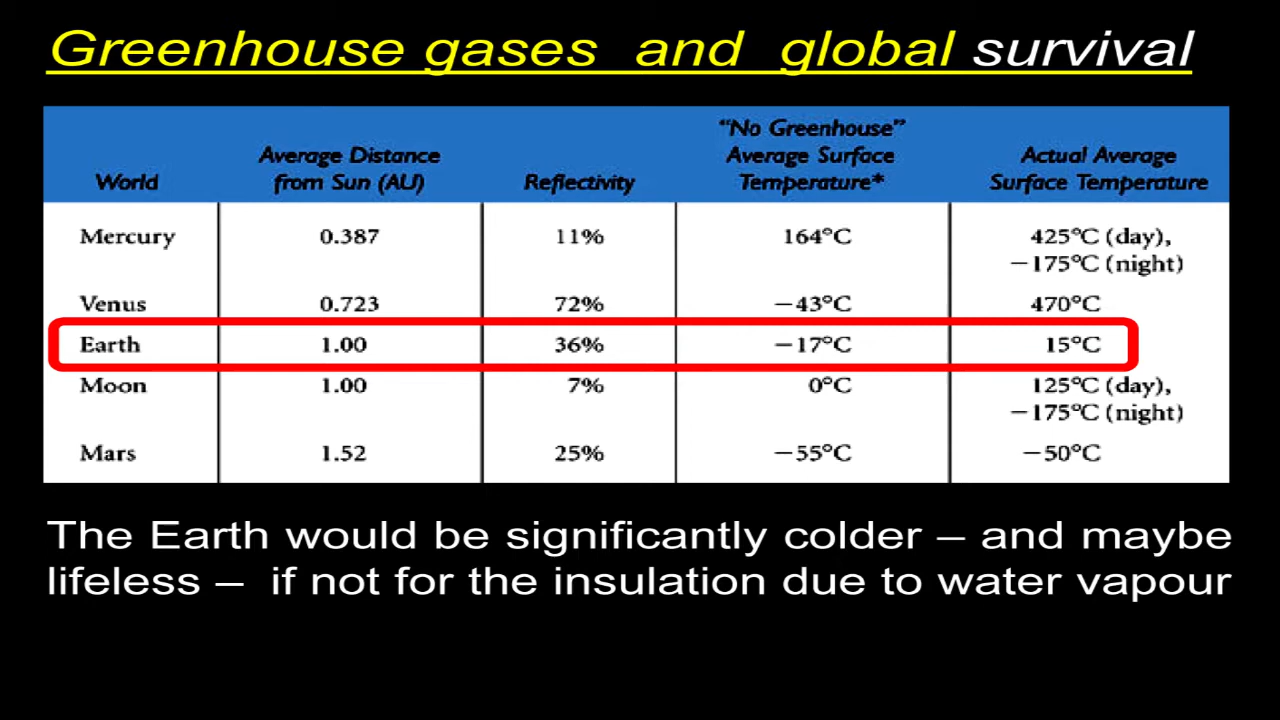 Greenhouse gases and global survival
World Average Distance from Sun (AU) Reflectivity “No Greenhouse” Average Surface Temperature* Actual Average Surface Temperature
Mercury 0.387 11% 164°C 425°C (day), −175°C (night)
Venus 0.723 72% −43°C 470°C
Earth 1.00 36% −17°C 15°C
Moon 1.00 7% 0°C 125°C (day), −175°C (night)
Mars 1.52 25% −55°C −50°C
The Earth would be significantly colder – and maybe
lifeless – if not for the insulation due to water vapour